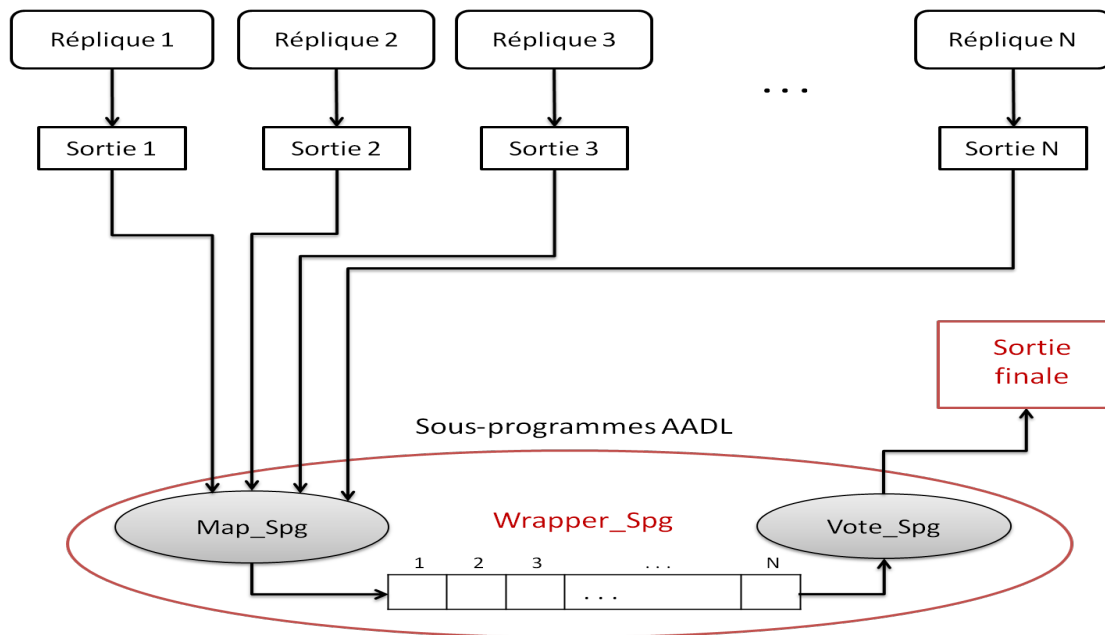 Réplique 1
Réplique 2
Réplique 3
Réplique N
. . .
Sortie 1
Sortie 2
Sortie 3
Sortie N
Sortie
finale
Sous-programmes AADL
Map_Spg
Wrapper_Spg
Vote_Spg
1 2 3 . . . N
. . .